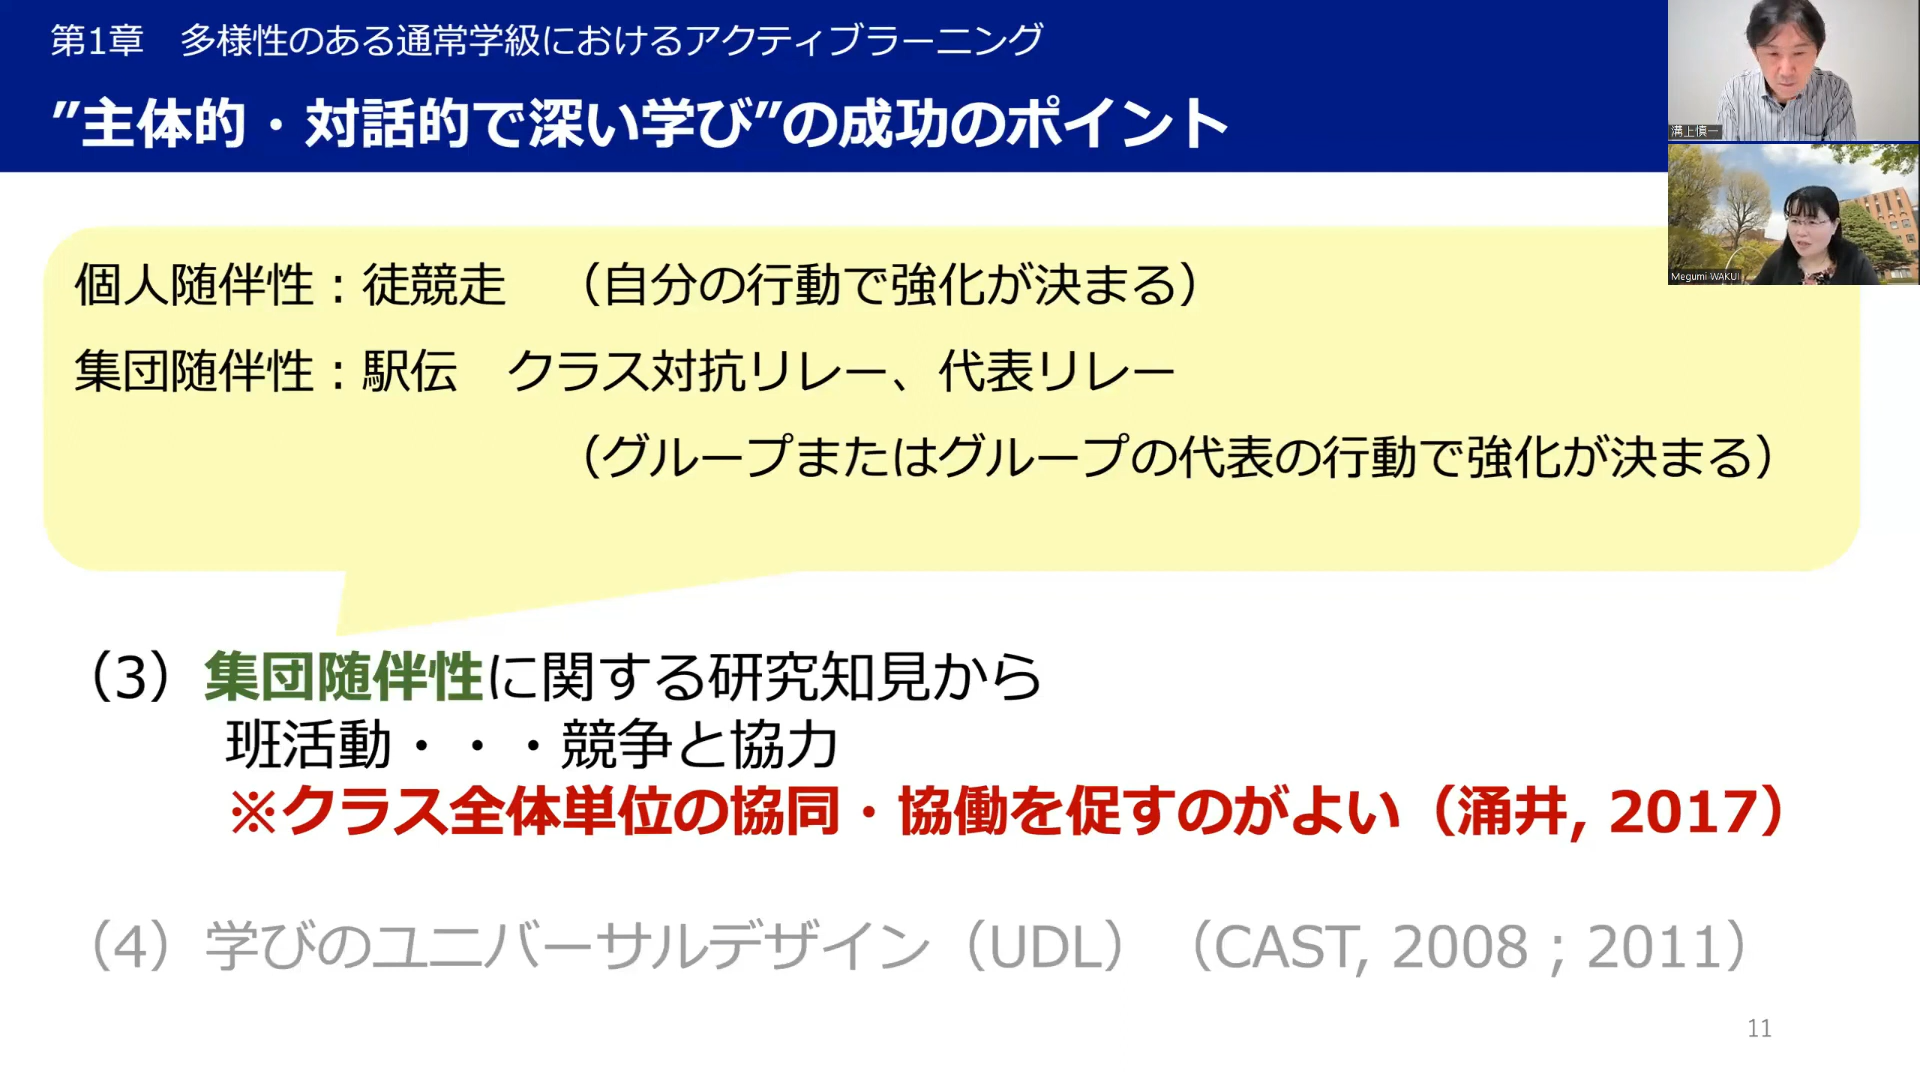 第1章　多様性のある通常学級におけるアクティブラーニング
”主体的・対話的で深い学び”の成功のポイント
溝上慎一
Megumi WAKUI
個人随伴性：徒競走　（自分の行動で強化が決まる）
集団随伴性：駅伝　クラス対抗リレー、代表リレー
（グループまたはグループの代表の行動で強化が決まる）
（3）集団随伴性に関する研究知見から
班活動・・・競争と協力
※クラス全体単位の協同・協働を促すのがよい（涌井, 2017）
（4）学びのユニバーサルデザイン（UDL）（CAST, 2008；2011）
11